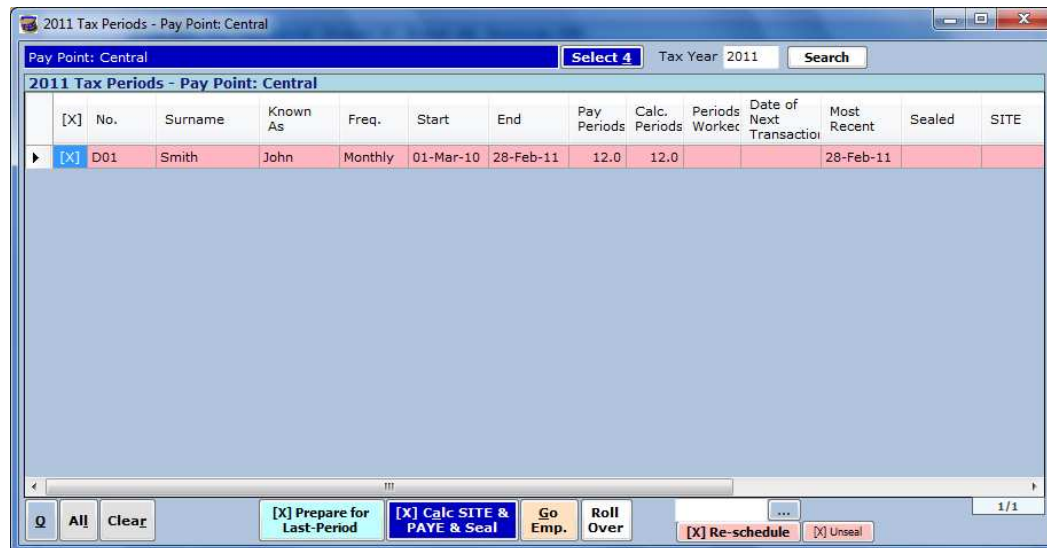 2011 Tax Periods - Pay Point: Central
Pay Point: Central Select 4 Tax Year 2011 Search
2011 Tax Periods - Pay Point: Central
[X] No. Surname Known As Freq. Start End Pay Periods Calc. Periods Periods Workec Date of Next Transactior Most Recent Sealed SITE
[X] D01 Smith John Monthly 01-Mar-10 28-Feb-11 12.0 12.0 28-Feb-11
Q All Clear [X] Prepare for Last-Period [X] Calc SITE & PAYE & Seal Go Emp. Roll Over ... 1/1
[X] Re-schedule [X] Unseal